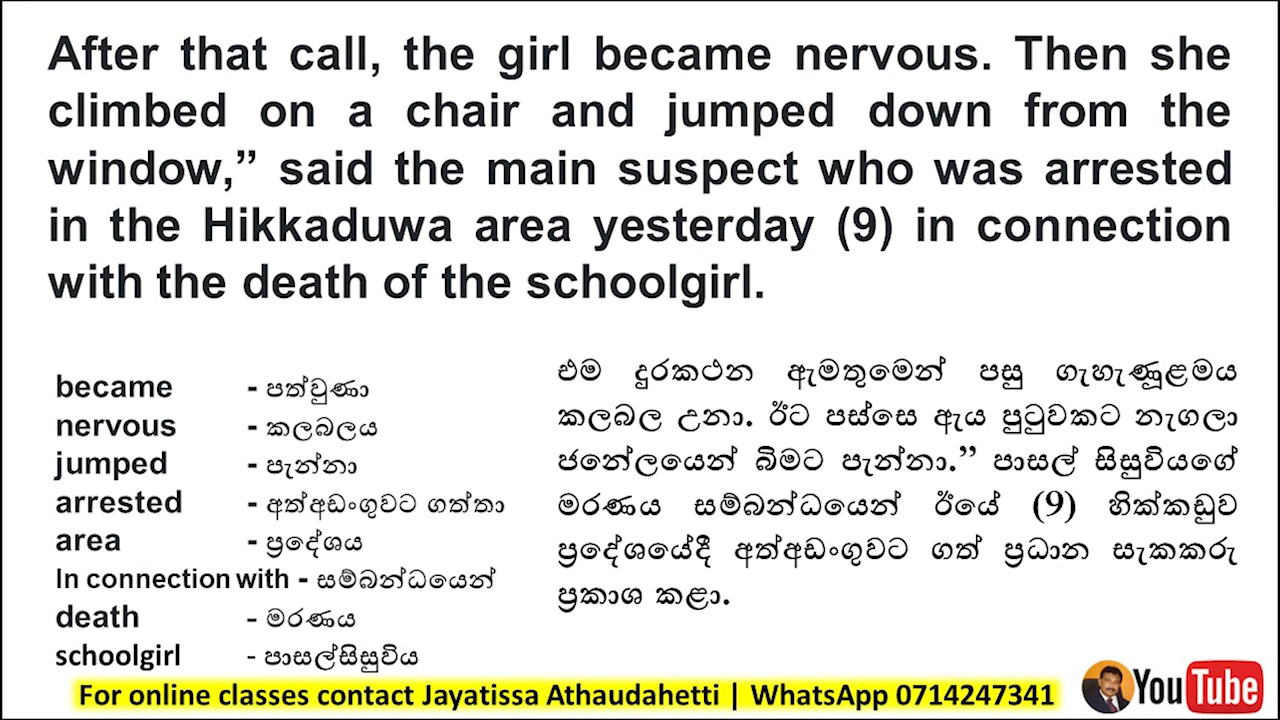 After that call, the girl became nervous. Then she
climbed on a chair and jumped down from the
window,” said the main suspect who was arrested
in the Hikkaduwa area yesterday (9) in connection
with the death of the schoolgirl.
became - පත්වුණා
nervous - කලබලය
jumped - පැන්නා
arrested - අත්අඩංගුවට ගත්තා
area - ප්‍රදේශය
In connection with - සම්බන්ධයෙන්
death - මරණය
schoolgirl - පාසල්සිසුවිය
එම දුරකථන ඇමතුමෙන් පසු ගැහැණූළමය
කලබල උනා. ඊට පස්සෙ ඇය පුටුවකට නැගලා
ජනේලයෙන් බිමට පැන්නා.” පාසල් සිසුවියගේ
මරණය සම්බන්ධයෙන් ඊයේ (9) හික්කඩුව
ප්‍රදේශයේදී අත්අඩංගුවට ගත් ප්‍රධාන සැකකරු
ප්‍රකාශ කළා.
For online classes contact Jayatissa Athaudahetti | WhatsApp 0714247341
YouTube